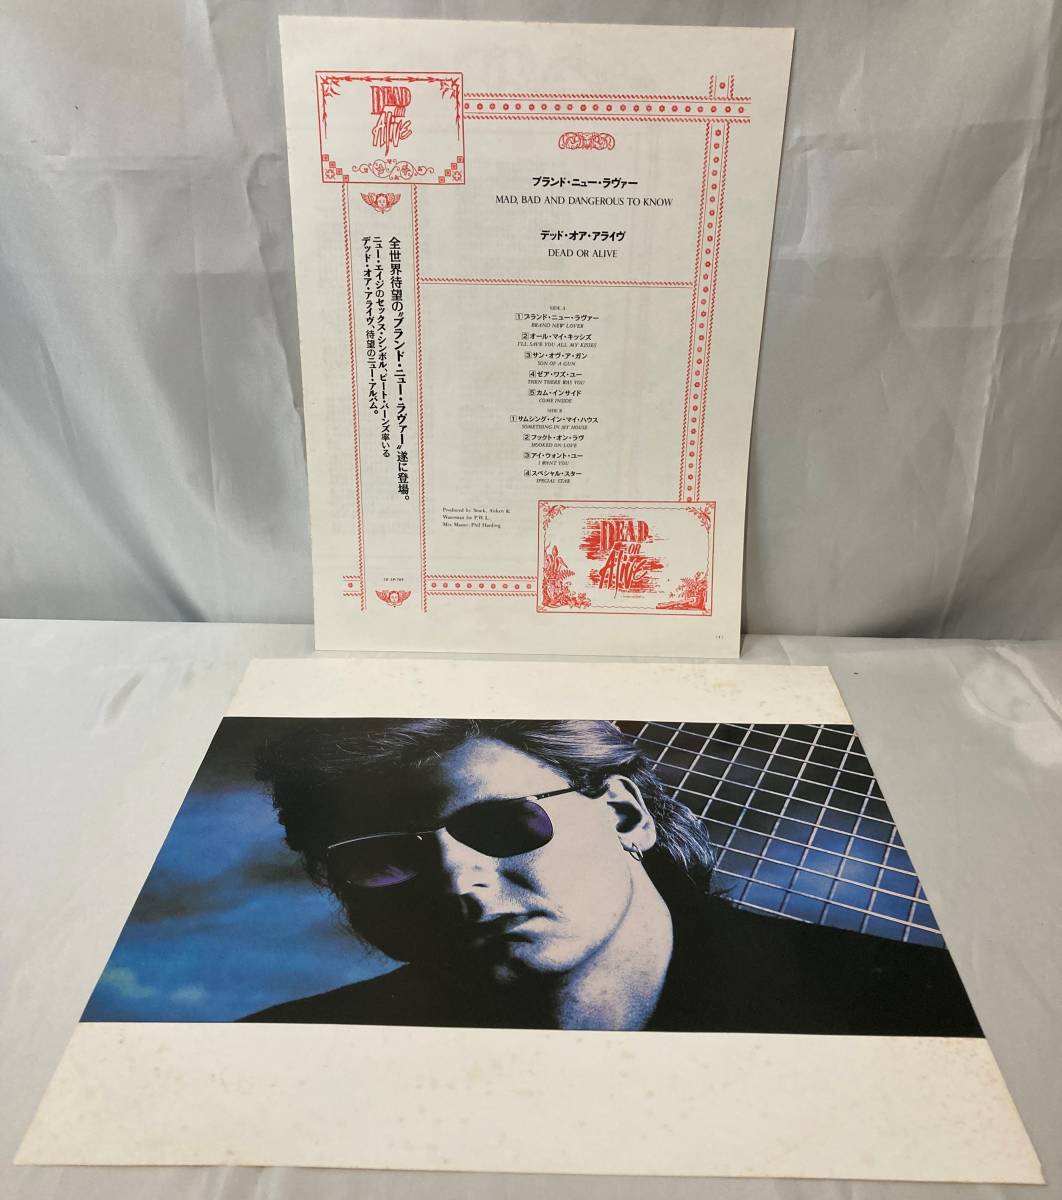 DEAD
OR
ALIVE
ブランド・ニュー・ラヴァー
MAD, BAD AND DANGEROUS TO KNOW
デッド・オア・アライヴ
DEAD OR ALIVE
全世界待望の"ブランド・ニュー・ラヴァー"遂に登場。
ニュー・エイジのセックス・シンボル、ピート・バーンズ率いる
デッド・オア・アライヴ、待望のニュー・アルバム。
SIDE A
1 ブランド・ニュー・ラヴァー
BRAND NEW LOVER
2 オール・マイ・キッシズ
I'LL SAVE YOU ALL MY KISSES
3 サン・オヴ・ア・ガン
SON OF A GUN
4 ゼア・ワズ・ユー
THEN THERE WAS YOU
5 カム・インサイド
COME INSIDE
SIDE B
1 サムシング・イン・マイ・ハウス
SOMETHING IN MY HOUSE
2 フックト・オン・ラヴ
HOOKED ON LOVE
3 アイ・ウォント・ユー
I WANT YOU
4 スペシャル・スター
SPECIAL STAR
Produced by Stock, Aitken &
Waterman for P.W.L.
Mix Master: Phil Harding
DEAD
OR
ALIVE